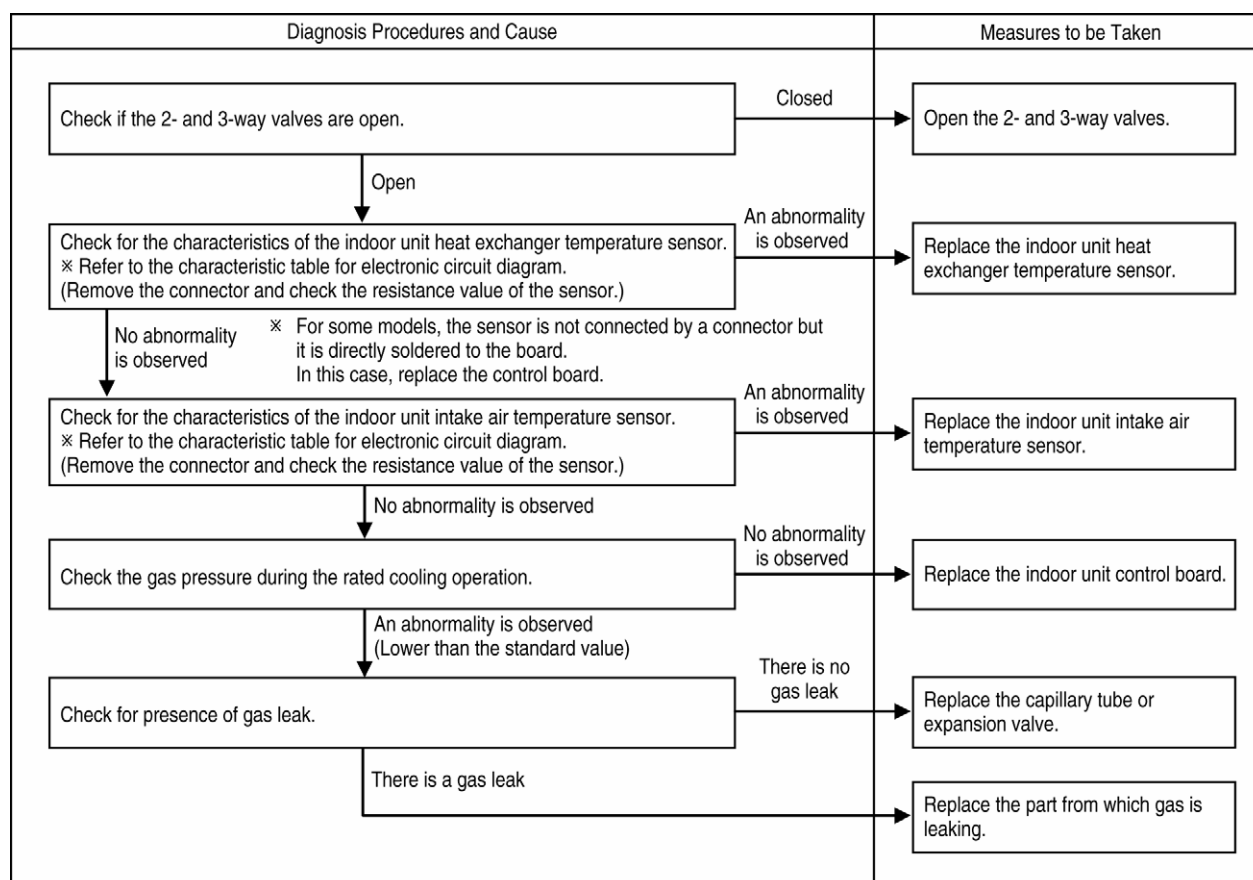 Diagnosis Procedures and Cause
Measures to be Taken
Check if the 2- and 3-way valves are open.
Closed
Open the 2- and 3-way valves.
Open
Check for the characteristics of the indoor unit heat exchanger temperature sensor.
※ Refer to the characteristic table for electronic circuit diagram.
(Remove the connector and check the resistance value of the sensor.)
An abnormality
is observed
Replace the indoor unit heat
exchanger temperature sensor.
No abnormality
is observed
※ For some models, the sensor is not connected by a connector but
it is directly soldered to the board.
In this case, replace the control board.
Check for the characteristics of the indoor unit intake air temperature sensor.
※ Refer to the characteristic table for electronic circuit diagram.
(Remove the connector and check the resistance value of the sensor.)
An abnormality
is observed
Replace the indoor unit intake air
temperature sensor.
No abnormality is observed
Check the gas pressure during the rated cooling operation.
No abnormality
is observed
Replace the indoor unit control board.
An abnormality is observed
(Lower than the standard value)
Check for presence of gas leak.
There is no
gas leak
Replace the capillary tube or
expansion valve.
There is a gas leak
Replace the part from which gas is
leaking.